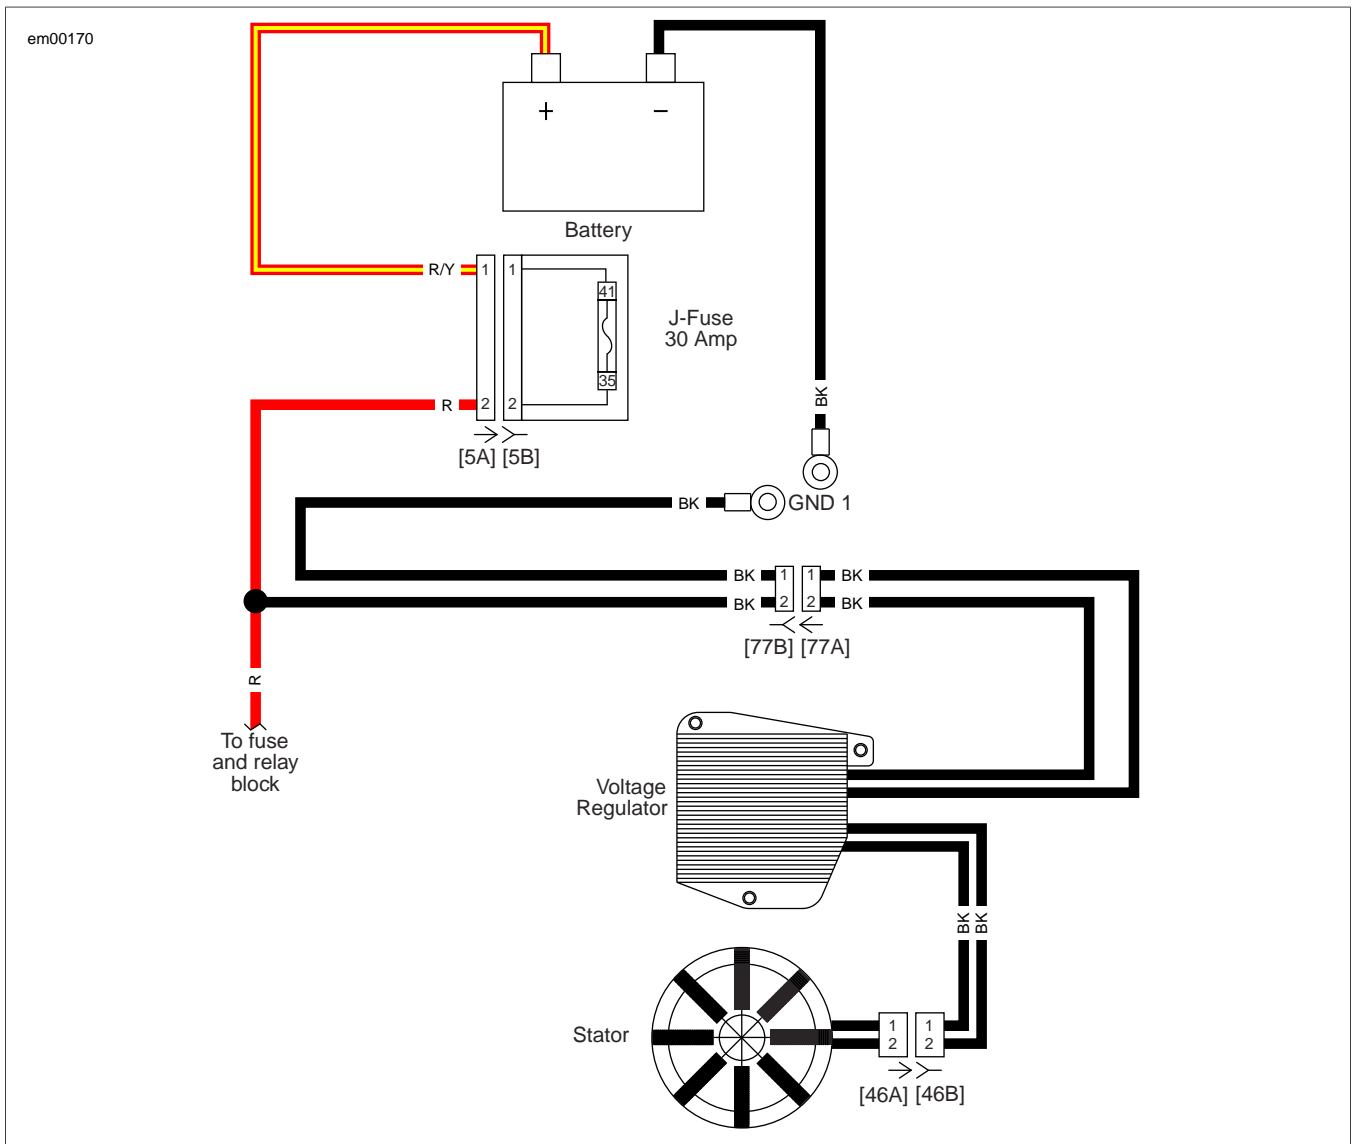 em00170
+
−
Battery
R/Y
1
1
41
J-Fuse
30 Amp
35
R
2
2
[5A] [5B]
BK
BK
GND 1
BK
1
1
BK
BK
2
2
BK
[77B] [77A]
R
To fuse
and relay
block
Voltage
Regulator
BK
BK
Stator
1
2
1
2
[46A] [46B]